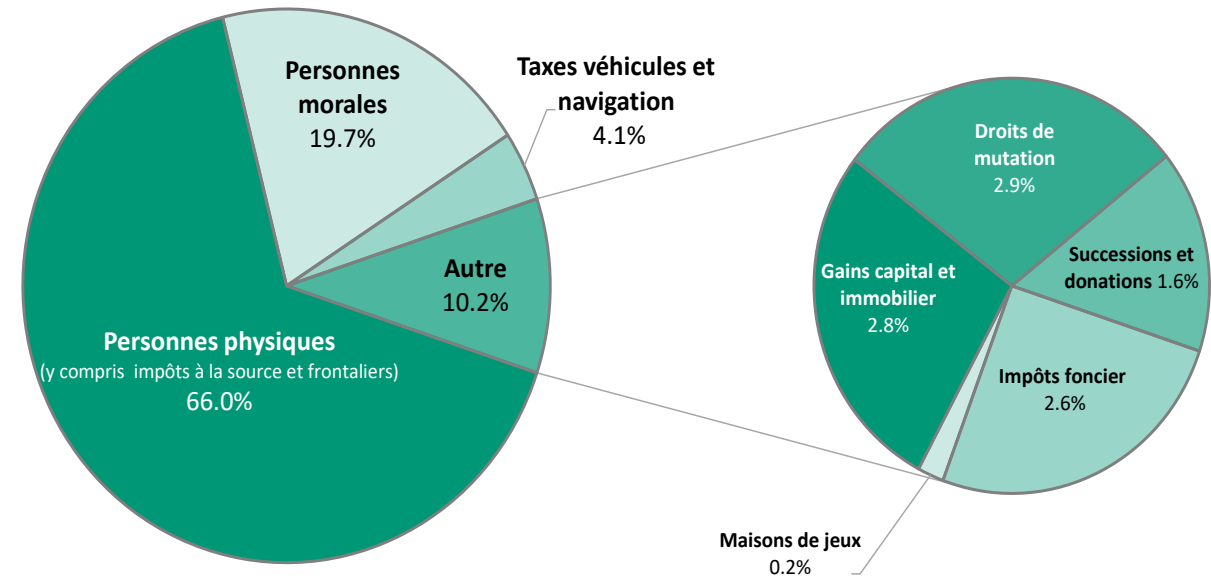 Personnes
morales
19.7%
Taxes véhicules et
navigation
4.1%
Autre
10.2%
Personnes physiques
(y compris  impôts à la source et frontaliers)
66.0%
Droits de
mutation
2.9%
Successions et
donations 1.6%
Gains capital et
immobilier
2.8%
Impôts foncier
2.6%
Maisons de jeux
0.2%